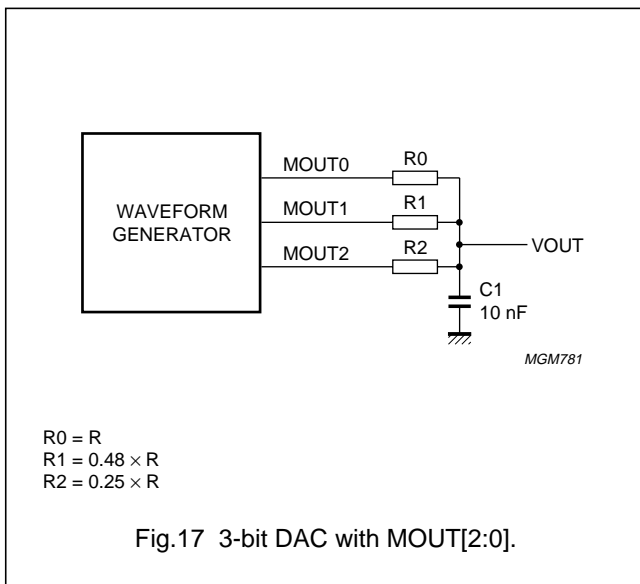 MOUT0
R0
MOUT1
R1
WAVEFORM
GENERATOR
MOUT2
R2
VOUT
C1
10 nF
MGM781
R0 = R
R1 = 0.48 × R
R2 = 0.25 × R
Fig.17 3-bit DAC with MOUT[2:0].